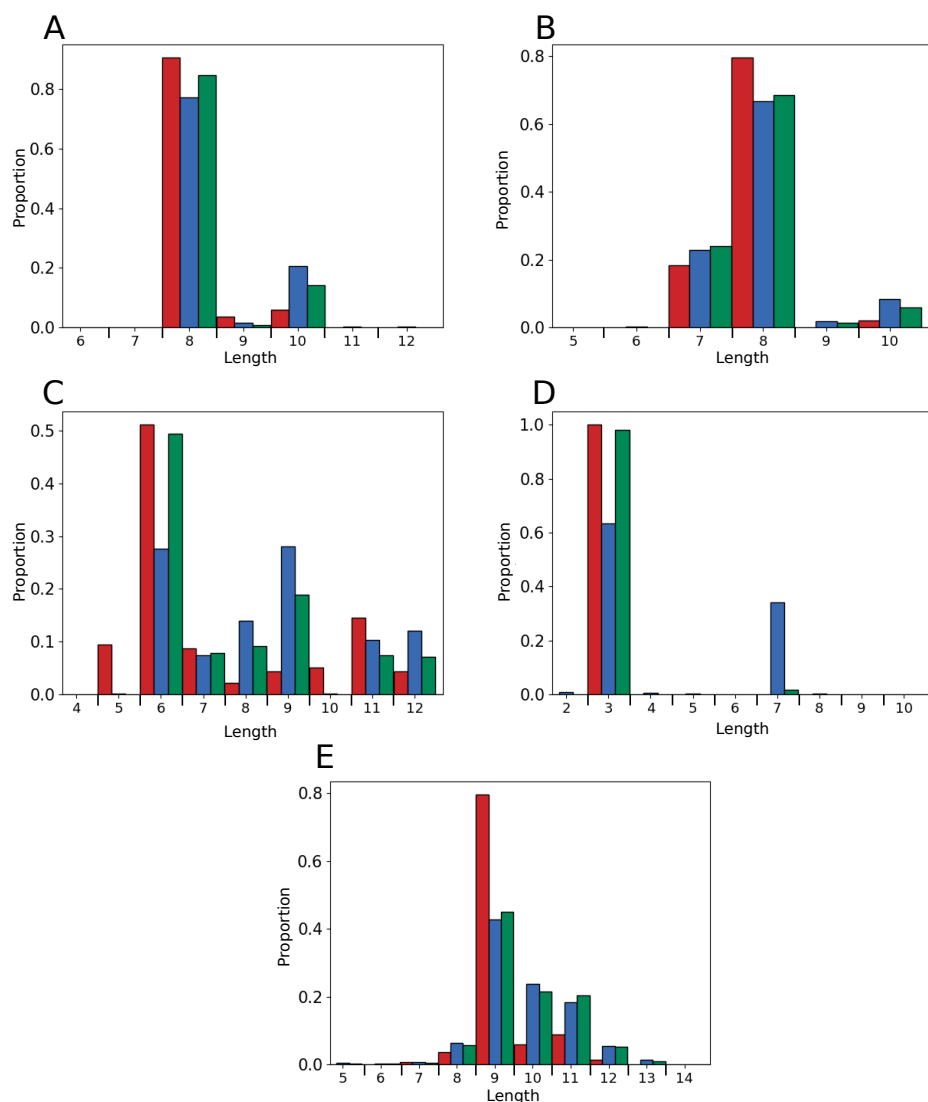 A
B
Proportion
0.8
0.6
0.4
0.2
0.0
6 7 8 9 10 11 12
Length
Proportion
0.8
0.6
0.4
0.2
0.0
5 6 7 8 9 10
Length
C
D
Proportion
0.5
0.4
0.3
0.2
0.1
0.0
4 5 6 7 8 9 10 11 12
Length
Proportion
1.0
0.8
0.6
0.4
0.2
0.0
2 3 4 5 6 7 8 9 10
Length
E
Proportion
0.8
0.6
0.4
0.2
0.0
5 6 7 8 9 10 11 12 13 14
Length